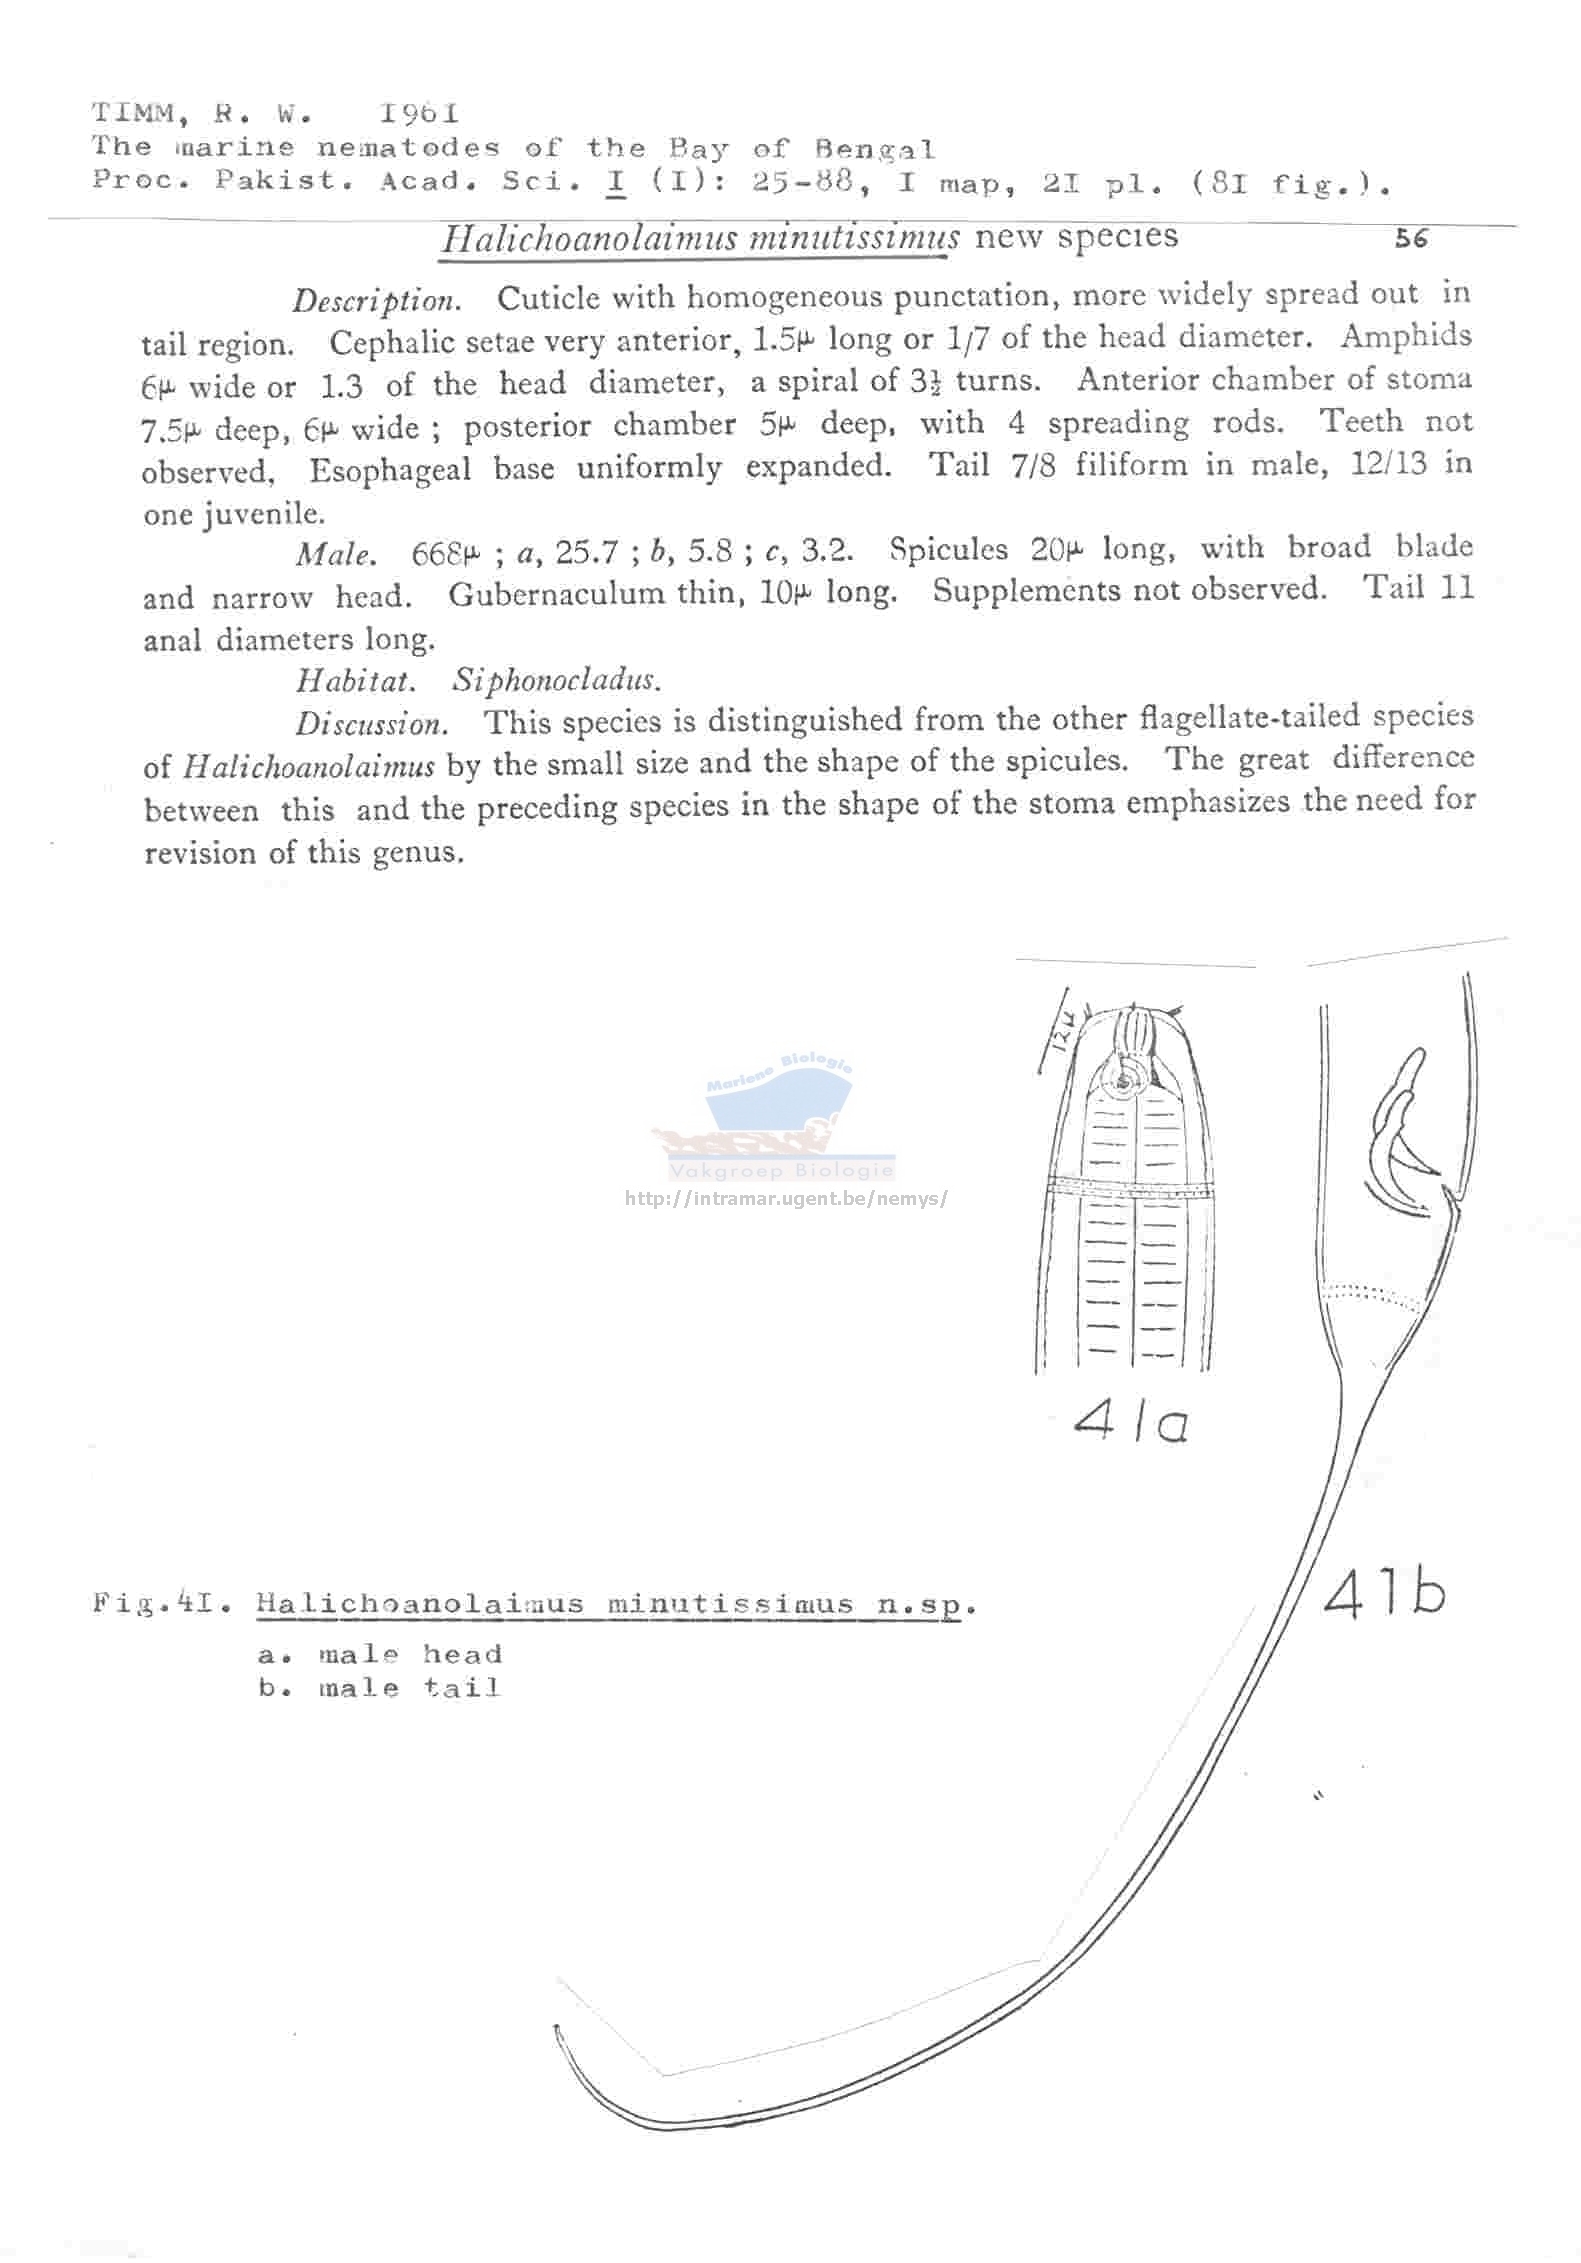 TIMM, R. W. I96I
The marine nematodes of the Bay of Bengal
Proc. Pakist. Acad. Sci. I (I): 25-88, I map, 2I pl. (8I fig.).
Halichoanolaimus minutissimus new species 56
Description. Cuticle with homogeneous punctation, more widely spread out in
tail region. Cephalic setae very anterior, 1.5μ long or 1/7 of the head diameter. Amphids
6μ wide or 1.3 of the head diameter, a spiral of 3½ turns. Anterior chamber of stoma
7.5μ deep, 6μ wide ; posterior chamber 5μ deep, with 4 spreading rods. Teeth not
observed, Esophageal base uniformly expanded. Tail 7/8 filiform in male, 12/13 in
one juvenile.
Male. 668μ ; a, 25.7 ; b, 5.8 ; c, 3.2. Spicules 20μ long, with broad blade
and narrow head. Gubernaculum thin, 10μ long. Supplements not observed. Tail 11
anal diameters long.
Habitat. Siphonocladus.
Discussion. This species is distinguished from the other flagellate-tailed species
of Halichoanolaimus by the small size and the shape of the spicules. The great difference
between this and the preceding species in the shape of the stoma emphasizes the need for
revision of this genus.
12μ
Mariene Biologie
Vakgroep Biologie
http://intramar.ugent.be/nemys/
41a
41b
Fig.4I. Halichoanolaimus minutissimus n.sp.
a. male head
b. male tail